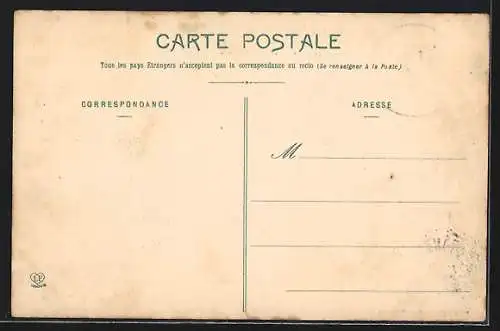 CARTE POSTALE
Tous les pays Etrangers n'acceptent pas la correspondance au recto (Se renseigner à la Poste)
CORRESPONDANCE
ADRESSE
M